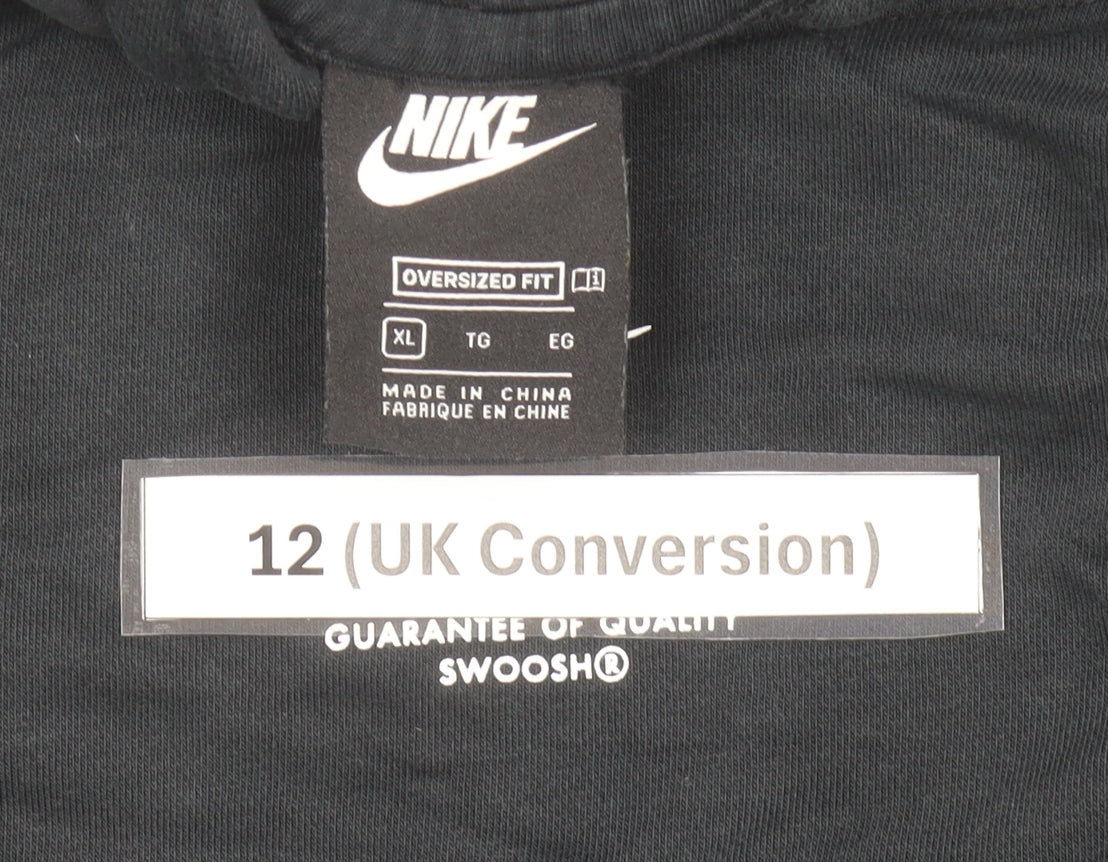 NIKE
OVERSIZED FIT
XL TG EG
MADE IN CHINA
FABRIQUE EN CHINE
12 (UK Conversion)
GUARANTEE OF QUALITY
SWOOSH®